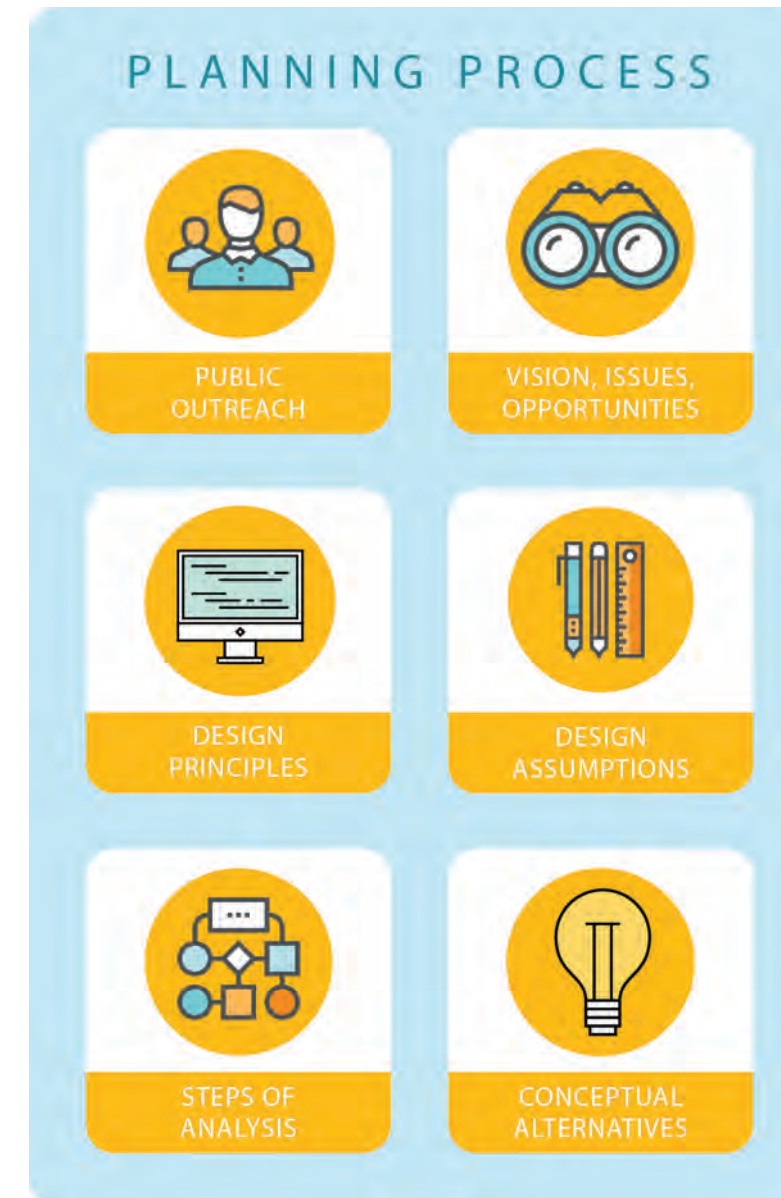 PLANNING PROCESS
PUBLIC
OUTREACH
VISION, ISSUES,
OPPORTUNITIES
DESIGN
PRINCIPLES
DESIGN
ASSUMPTIONS
STEPS OF
ANALYSIS
CONCEPTUAL
ALTERNATIVES